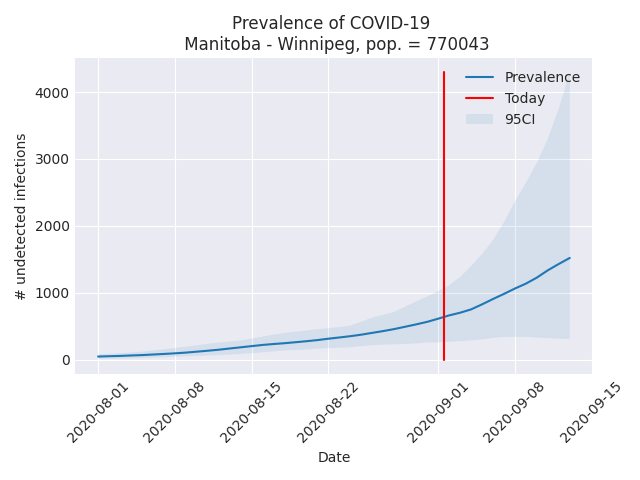 Prevalence of COVID-19
Manitoba - Winnipeg, pop. = 770043
Prevalence
Today
95CI
4000
3000
2000
1000
0
# undetected infections
2020-08-01
2020-08-08
2020-08-15
2020-08-22
2020-09-01
2020-09-08
2020-09-15
Date